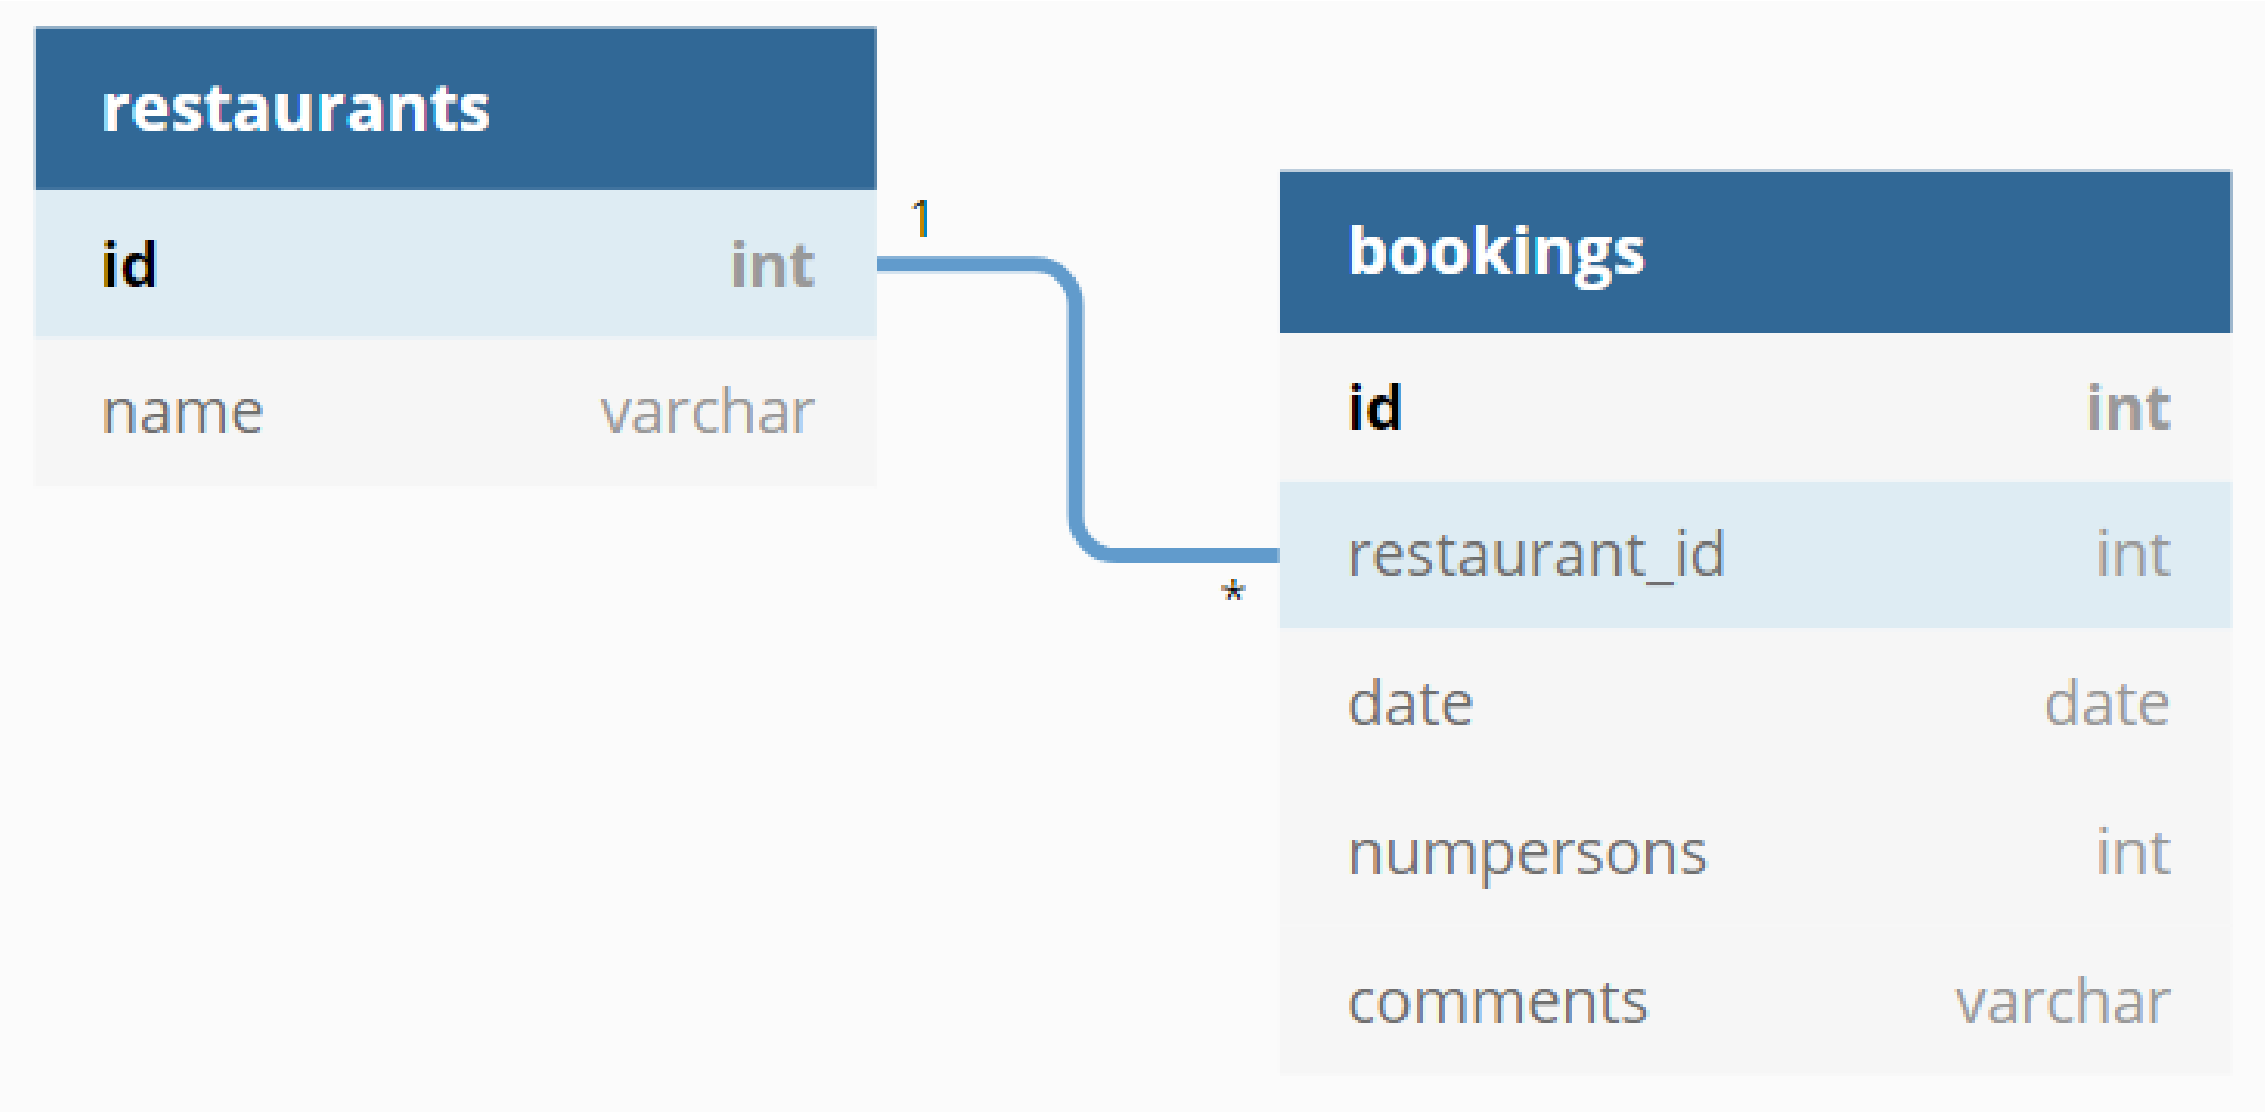 restaurants
id int
name varchar
1
*
bookings
id int
restaurant_id int
date date
numpersons int
comments varchar